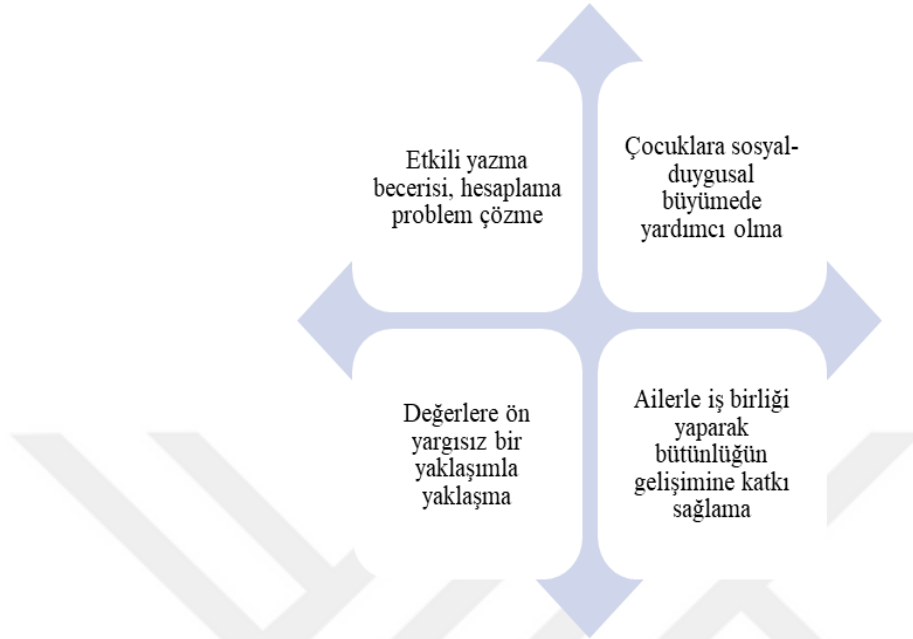 Etkili yazma
becerisi, hesaplama
problem çözme
Çocuklara sosyal-
duygusal
büyümede
yardımcı olma
Değerlere ön
yargısız bir
yaklaşımla
yaklaşma
Ailerle iş birliği
yaparak
bütünlüğün
gelişimine katkı
sağlama